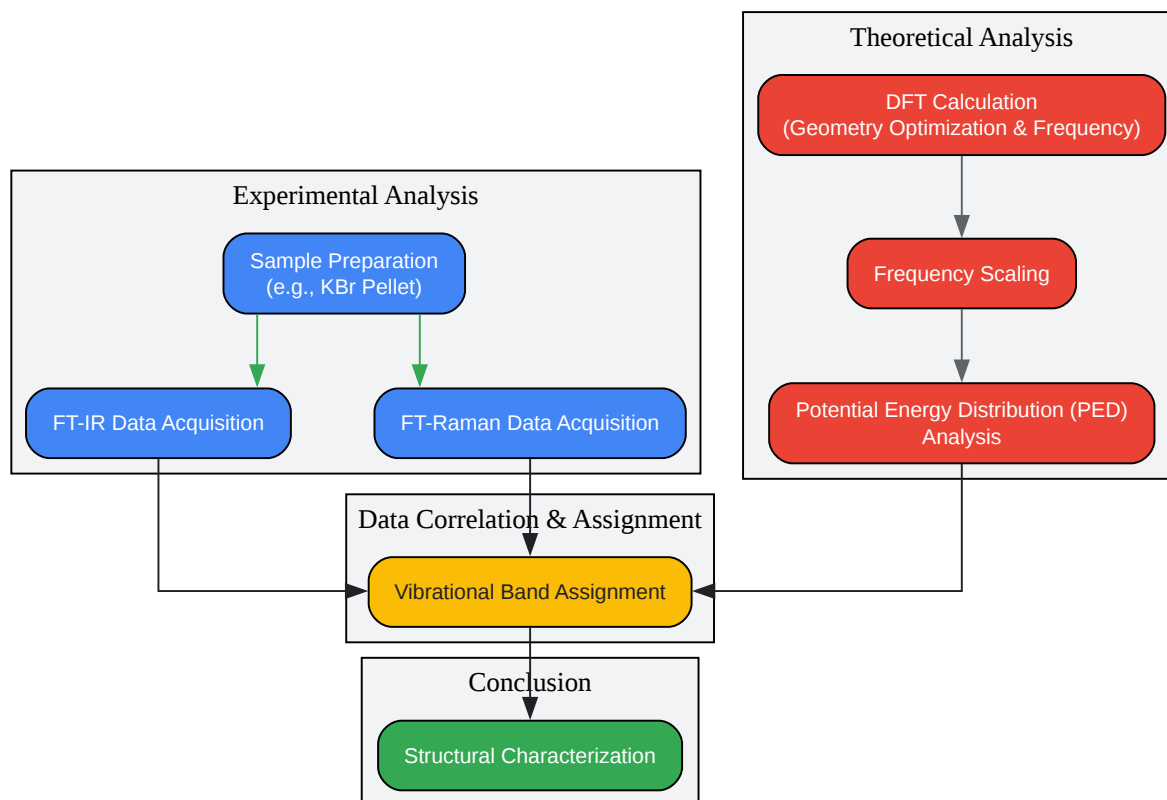 Theoretical Analysis
DFT Calculation
(Geometry Optimization & Frequency)
Experimental Analysis
Sample Preparation
(e.g., KBr Pellet)
Frequency Scaling
FT-IR Data Acquisition
FT-Raman Data Acquisition
Potential Energy Distribution (PED)
Analysis
Data Correlation & Assignment
Vibrational Band Assignment
Conclusion
Structural Characterization